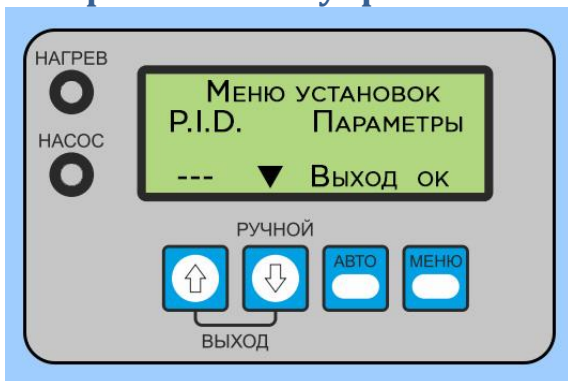 НАГРЕВ
НАСОС
Меню установок
P.I.D. Параметры
--- ▼ Выход ок
РУЧНОЙ
АВТО
МЕНЮ
ВЫХОД